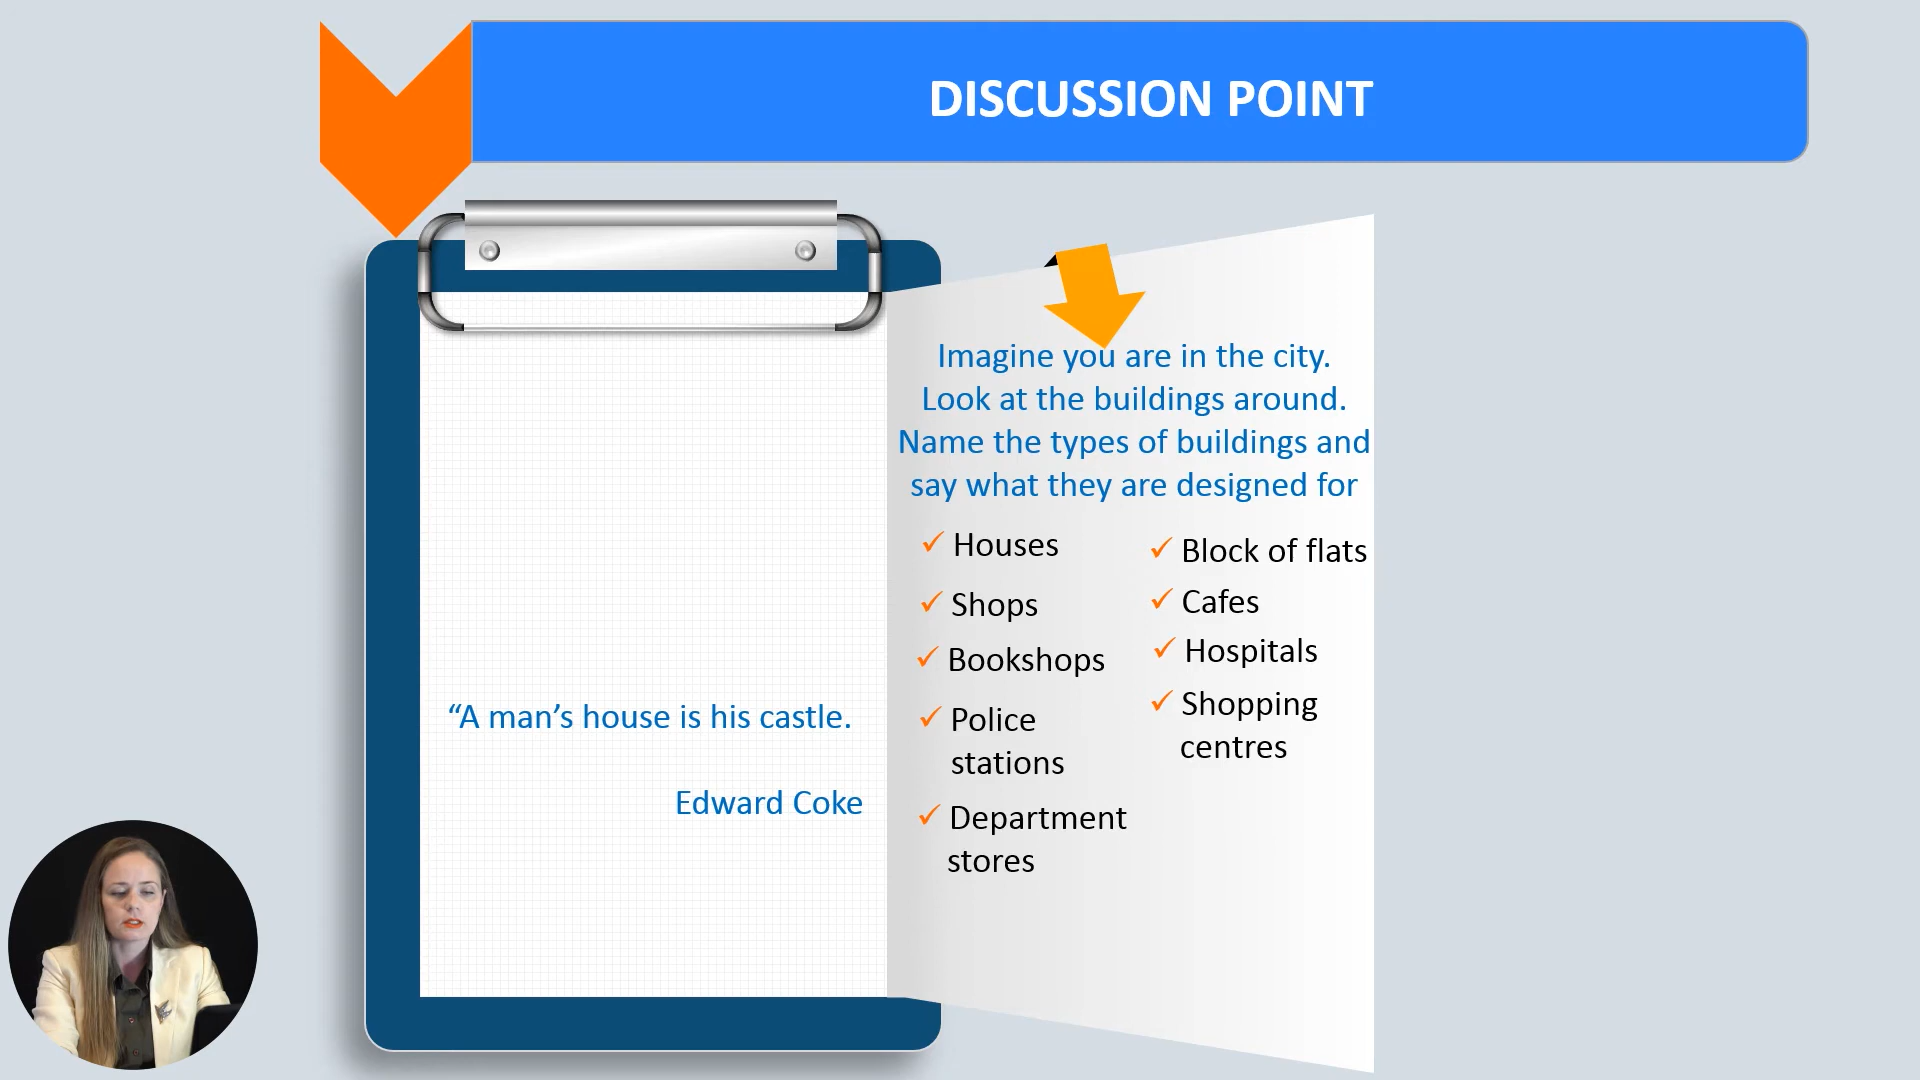 DISCUSSION POINT
“A man’s house is his castle.
Edward Coke
Imagine you are in the city.
Look at the buildings around.
Name the types of buildings and
say what they are designed for
Houses
Shops
Bookshops
Police
stations
Department
stores
Block of flats
Cafes
Hospitals
Shopping
centres